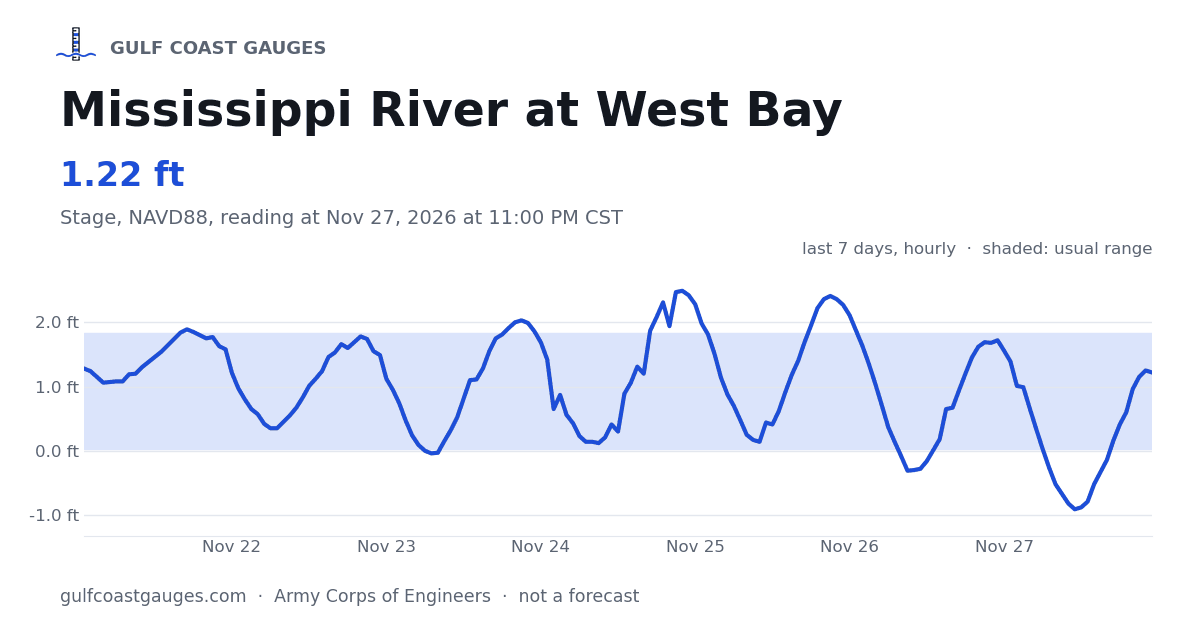 GULF COAST GAUGES
Mississippi River at West Bay
1.22 ft
Stage, NAVD88, reading at Nov 27, 2026 at 11:00 PM CST
last 7 days, hourly · shaded: usual range
2.0 ft
1.0 ft
0.0 ft
-1.0 ft
Nov 22 Nov 23 Nov 24 Nov 25 Nov 26 Nov 27
gulfcoastgauges.com · Army Corps of Engineers · not a forecast